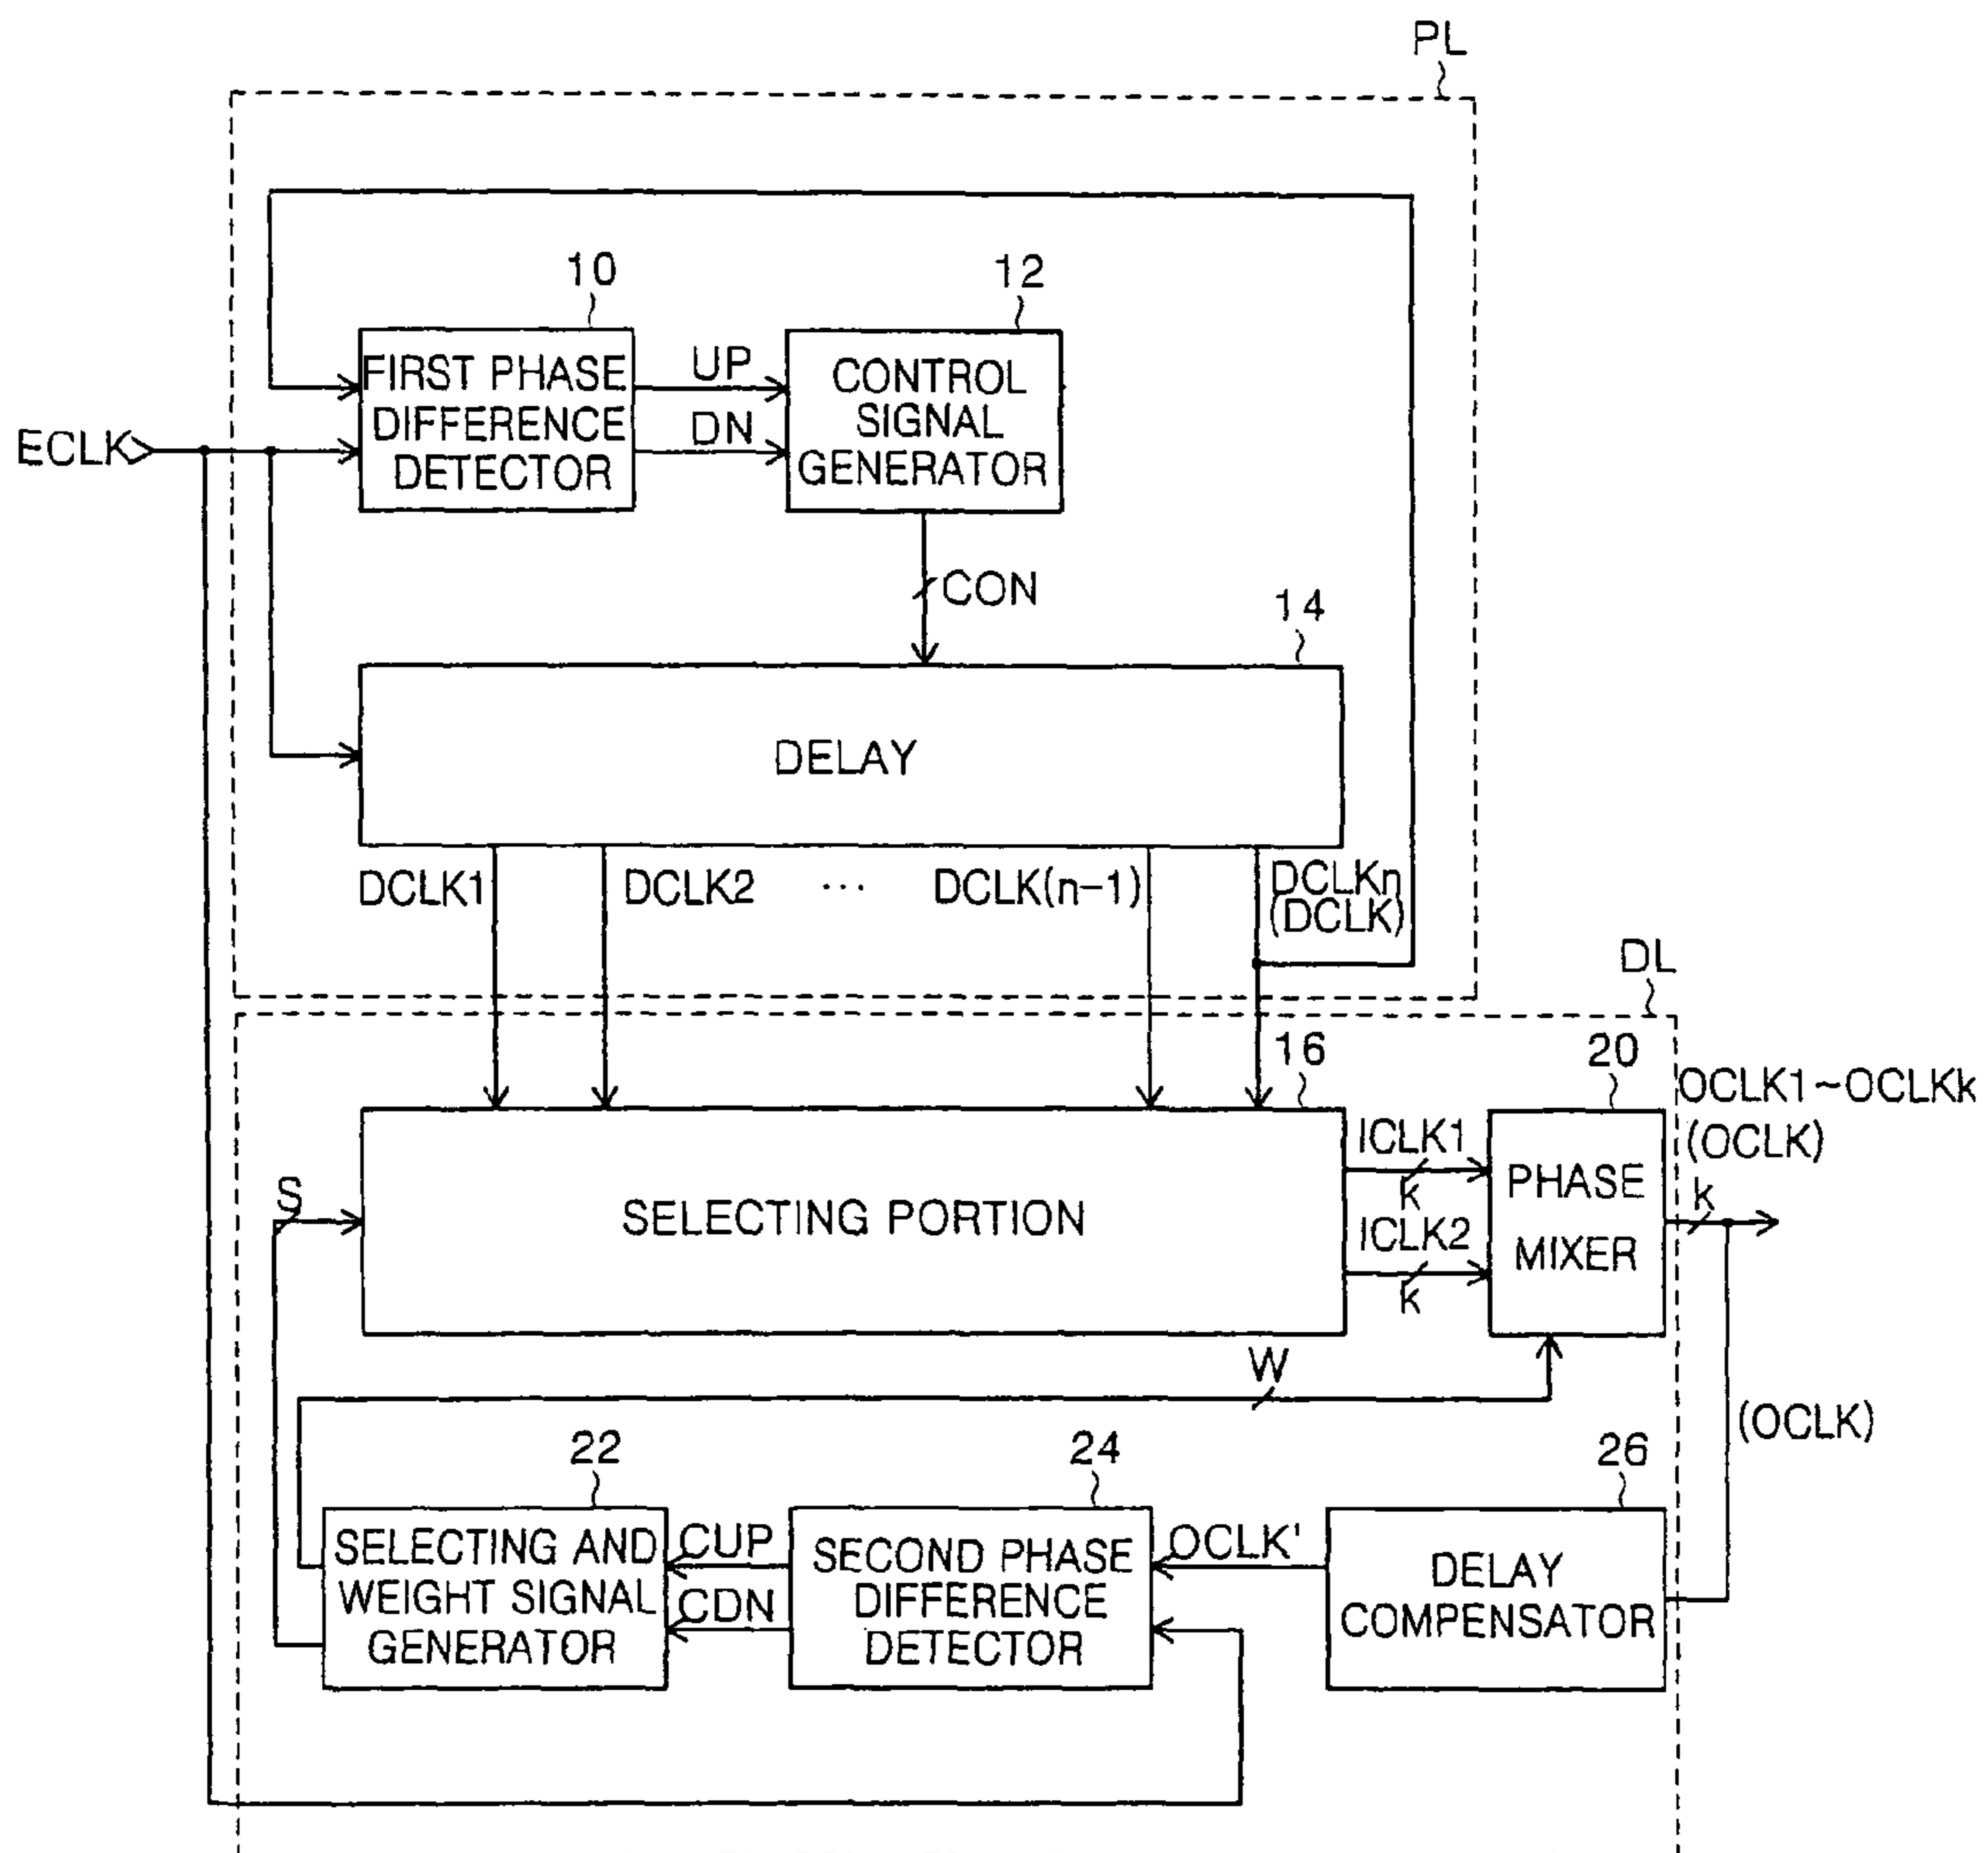 PL
10
12
FIRST PHASE
DIFFERENCE
DETECTOR
UP
DN
CONTROL
SIGNAL
GENERATOR
ECLK
CON
14
DELAY
DCLK1
DCLK2
...
DCLK(n-1)
DCLKn
(DCLK)
DL
16
20
OCLK1~OCLKk
(OCLK)
S
SELECTING PORTION
ICLK1
k
ICLK2
k
PHASE
MIXER
k
W
(OCLK)
22
24
26
SELECTING AND
WEIGHT SIGNAL
GENERATOR
CUP
CDN
SECOND PHASE
DIFFERENCE
DETECTOR
OCLK'
DELAY
COMPENSATOR